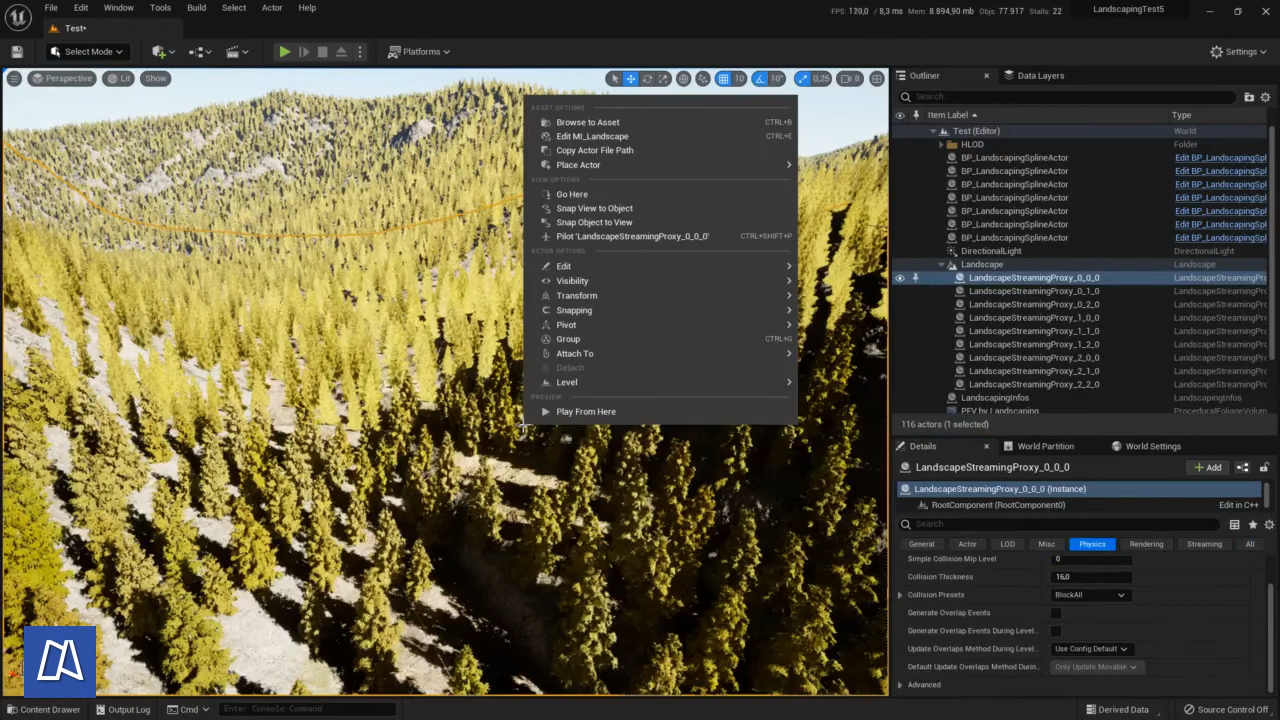 File Edit Window Tools Build Select Actor Help
FPS: 129,0 / 8,3 ms Mem: 8.894,90 mb Objs: 77.917 Stalls: 22
LandscapingTest5
Test*
Select Mode
Platforms
Settings
Perspective Lit Show
10 10° 0,25 8
ASSET OPTIONS
Browse to Asset CTRL+B
Edit MI_Landscape CTRL+E
Copy Actor File Path
Place Actor
VIEW OPTIONS
Go Here
Snap View to Object
Snap Object to View
Pilot 'LandscapeStreamingProxy_0_0_0' CTRL+SHIFT+P
ACTOR OPTIONS
Edit
Visibility
Transform
Snapping
Pivot
Group CTRL+G
Attach To
Detach
Level
PREVIEW
Play From Here
Outliner Data Layers
Search...
Item Label Type
Test (Editor) World
HLOD Folder
BP_LandscapingSplineActor Edit BP_LandscapingSpl
BP_LandscapingSplineActor Edit BP_LandscapingSpl
BP_LandscapingSplineActor Edit BP_LandscapingSpl
BP_LandscapingSplineActor Edit BP_LandscapingSpl
BP_LandscapingSplineActor Edit BP_LandscapingSpl
BP_LandscapingSplineActor Edit BP_LandscapingSpl
BP_LandscapingSplineActor Edit BP_LandscapingSpl
DirectionalLight DirectionalLight
Landscape Landscape
LandscapeStreamingProxy_0_0_0 LandscapeStreamingPro
LandscapeStreamingProxy_0_1_0 LandscapeStreamingPro
LandscapeStreamingProxy_0_2_0 LandscapeStreamingPro
LandscapeStreamingProxy_1_0_0 LandscapeStreamingPro
LandscapeStreamingProxy_1_1_0 LandscapeStreamingPro
LandscapeStreamingProxy_1_2_0 LandscapeStreamingPro
LandscapeStreamingProxy_2_0_0 LandscapeStreamingPro
LandscapeStreamingProxy_2_1_0 LandscapeStreamingPro
LandscapeStreamingProxy_2_2_0 LandscapeStreamingPro
LandscapingInfos LandscapingInfos
PFV by Landscaping ProceduralFoliageVolum
116 actors (1 selected)
Details World Partition World Settings
LandscapeStreamingProxy_0_0_0
Add
LandscapeStreamingProxy_0_0_0 (Instance)
RootComponent (RootComponent0) Edit in C++
Search
General Actor LOD Misc Physics Rendering Streaming All
Simple Collision Mip Level 0
Collision Thickness 16,0
Collision Presets BlockAll
Generate Overlap Events
Generate Overlap Events During Level...
Update Overlaps Method During Level... Use Config Default
Default Update Overlaps Method Durin... Only Update Movable
Advanced
Content Drawer Output Log Cmd Enter Console Command
Derived Data Source Control Off